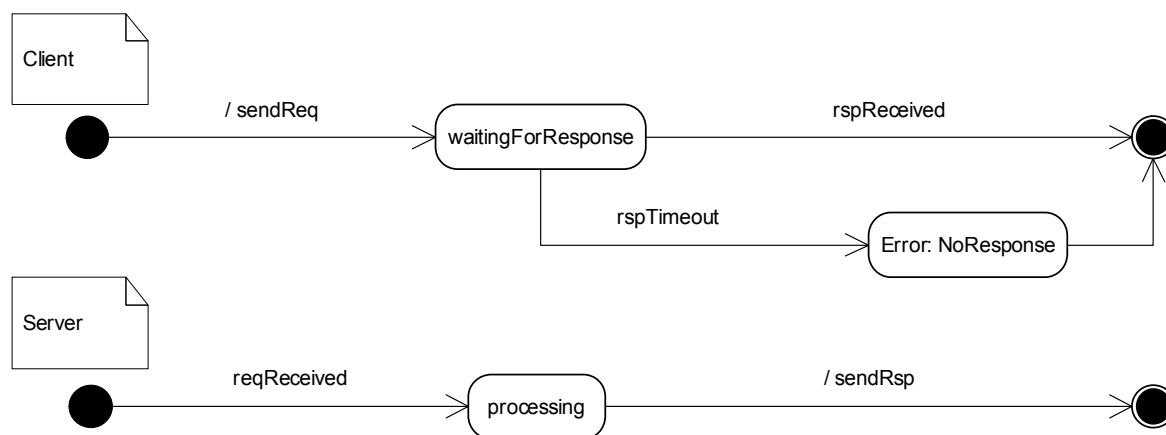 Client
/ sendReq
rspReceived
waitingForResponse
rspTimeout
Error: NoResponse
Server
reqReceived
/ sendRsp
processing